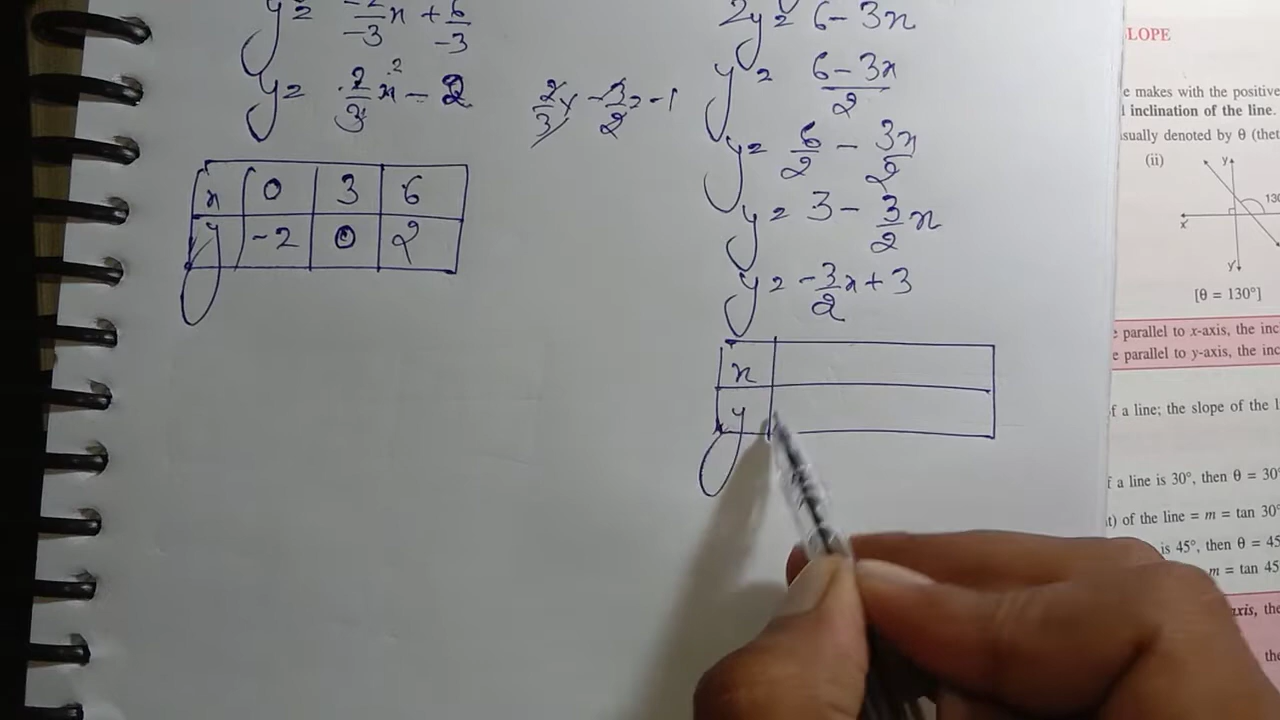 y = -2/-3 x + 6/-3
y = 2/3 x - 2
x 0 3 6
y -2 0 2
2/3 x -3/2 = -1
2y = 6 - 3x
y = 6 - 3x / 2
y = 6/2 - 3x/2
y = 3 - 3/2 x
y = -3/2 x + 3
x
y
LOPE
e makes with the positive
inclination of the line.
sually denoted by θ (thet
(ii)
Y
130
X
Y
[θ = 130°]
e parallel to x-axis, the inc
e parallel to y-axis, the inc
f a line; the slope of the l
f a line is 30°, then θ = 30°
t) of the line = m = tan 30°
is 45°, then θ = 45
m = tan 45
axis, the
the